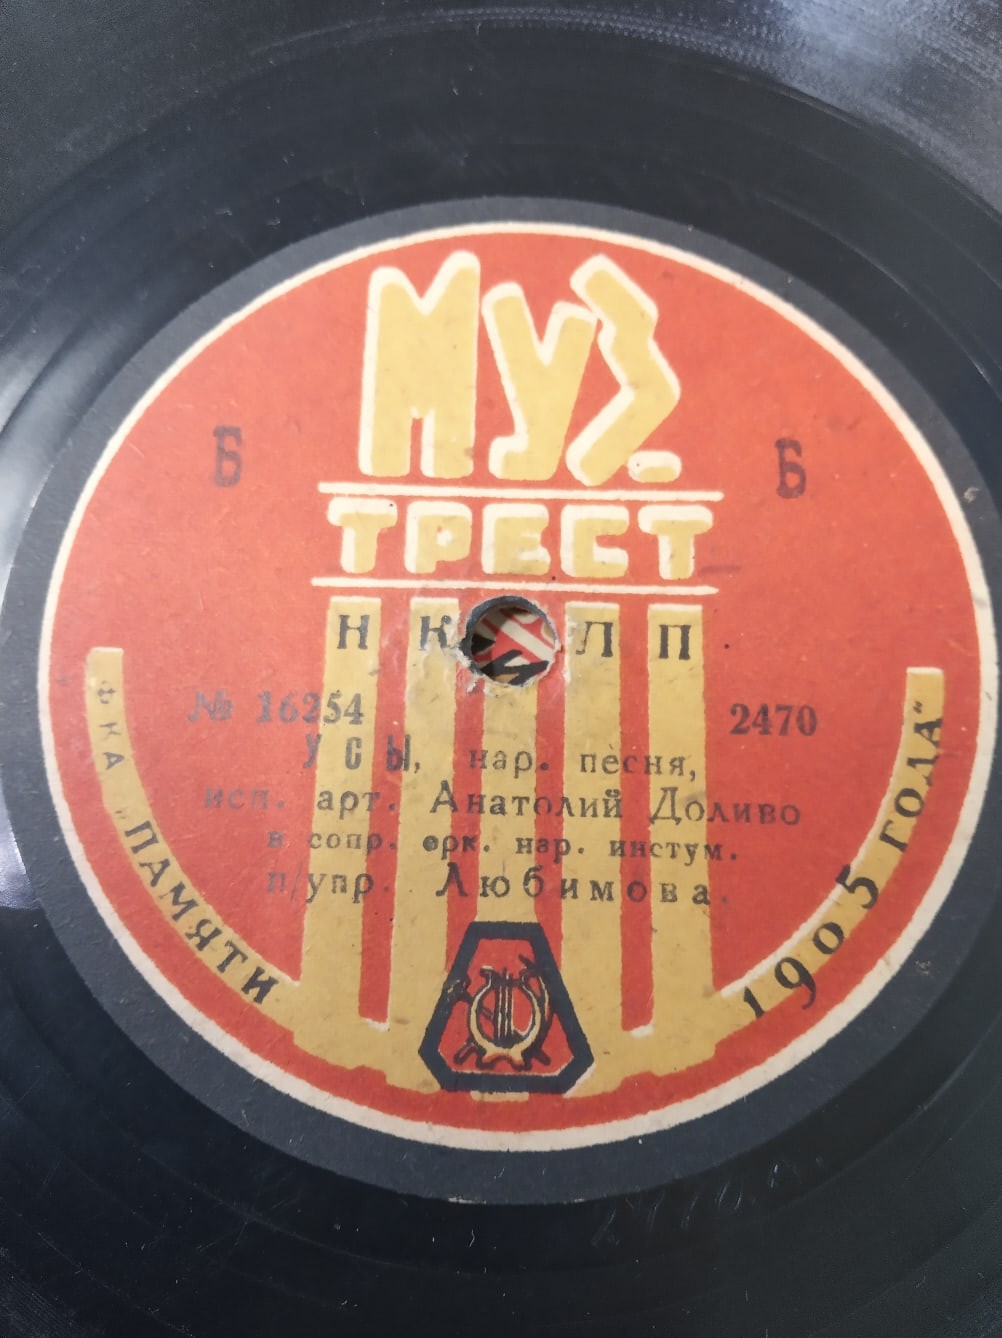 Муз.
ТРЕСТ
Б Б
Н К Л П
№ 16254 2470
УСЫ, нар. песня,
исп. арт. Анатолий Доливо
в сопр. орк. нар. инстум.
п/упр. Любимова.
Ф-КА „ПАМЯТИ 1905 ГОДА"